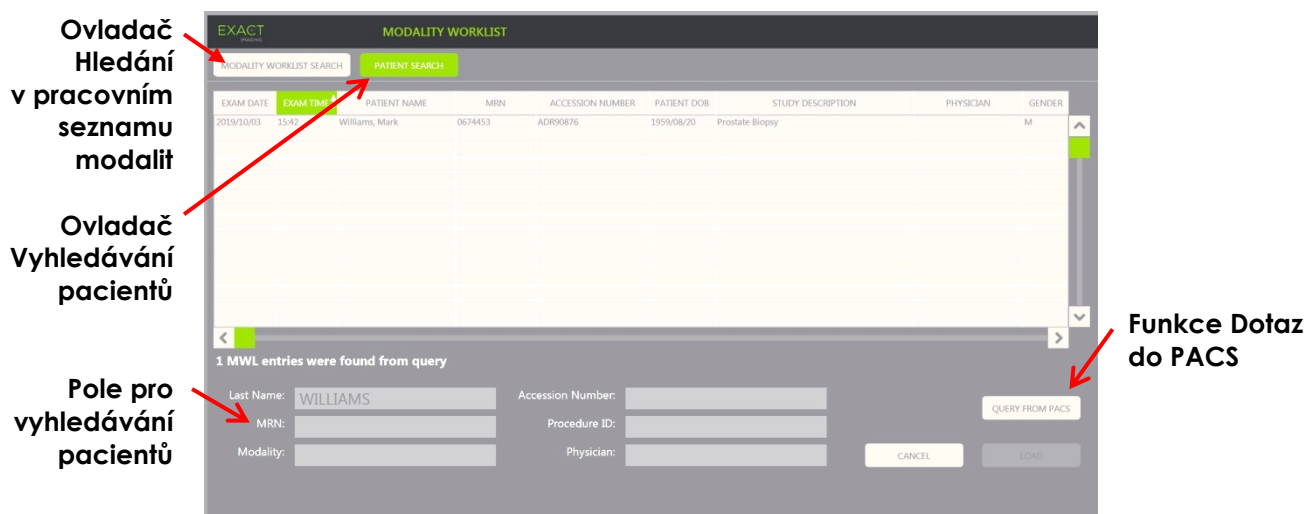 Ovladač
Hledání
v pracovním
seznamu
modalit
Ovladač
Vyhledávání
pacientů
Pole pro
vyhledávání
pacientů
EXACT MODALITY WORKLIST
IMAGING
MODALITY WORKLIST SEARCH PATIENT SEARCH
EXAM DATE EXAM TIME PATIENT NAME MRN ACCESSION NUMBER PATIENT DOB STUDY DESCRIPTION PHYSICIAN GENDER
2019/10/03 15:42 Williams, Mark 0674453 ADR90876 1959/08/20 Prostate Biopsy M
1 MWL entries were found from query
Last Name: WILLIAMS Accession Number:
MRN: Procedure ID:
Modality: Physician:
QUERY FROM PACS
CANCEL LOAD
Funkce Dotaz
do PACS